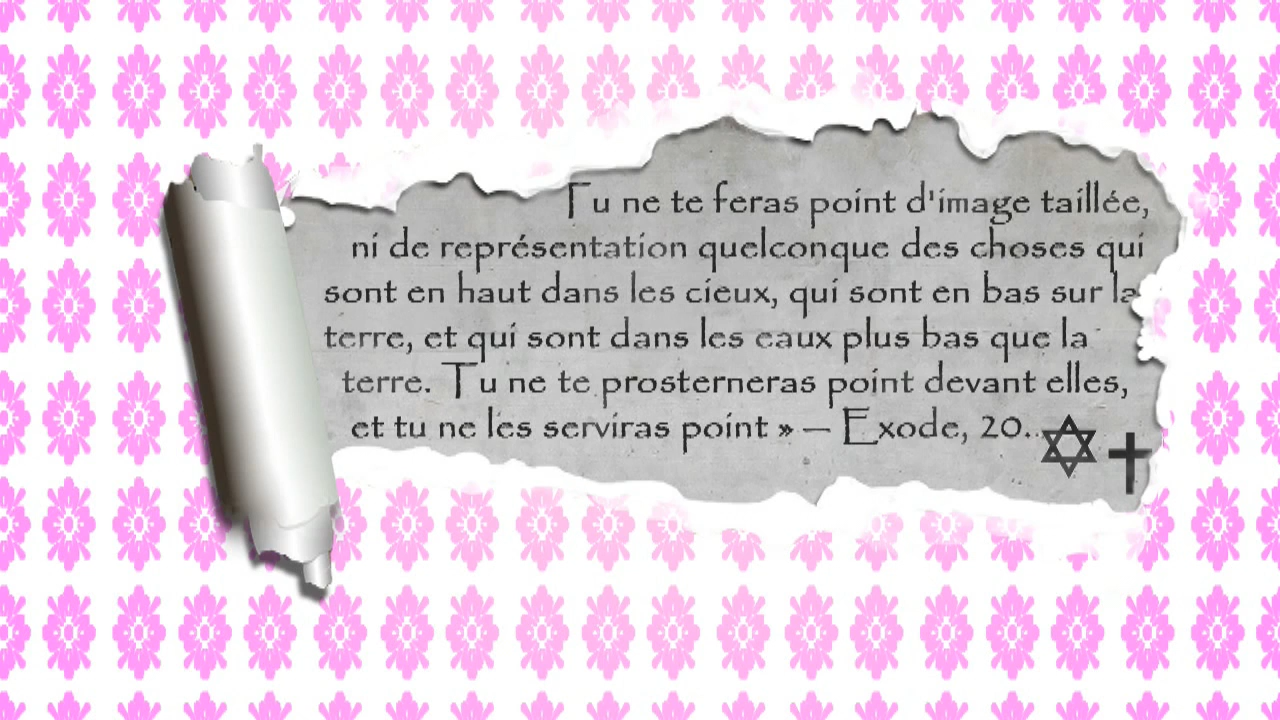 Tu ne te feras point d'image taillée,
ni de représentation quelconque des choses qui
sont en haut dans les cieux, qui sont en bas sur la
terre, et qui sont dans les eaux plus bas que la
terre. Tu ne te prosterneras point devant elles,
et tu ne les serviras point » – Exode, 20..